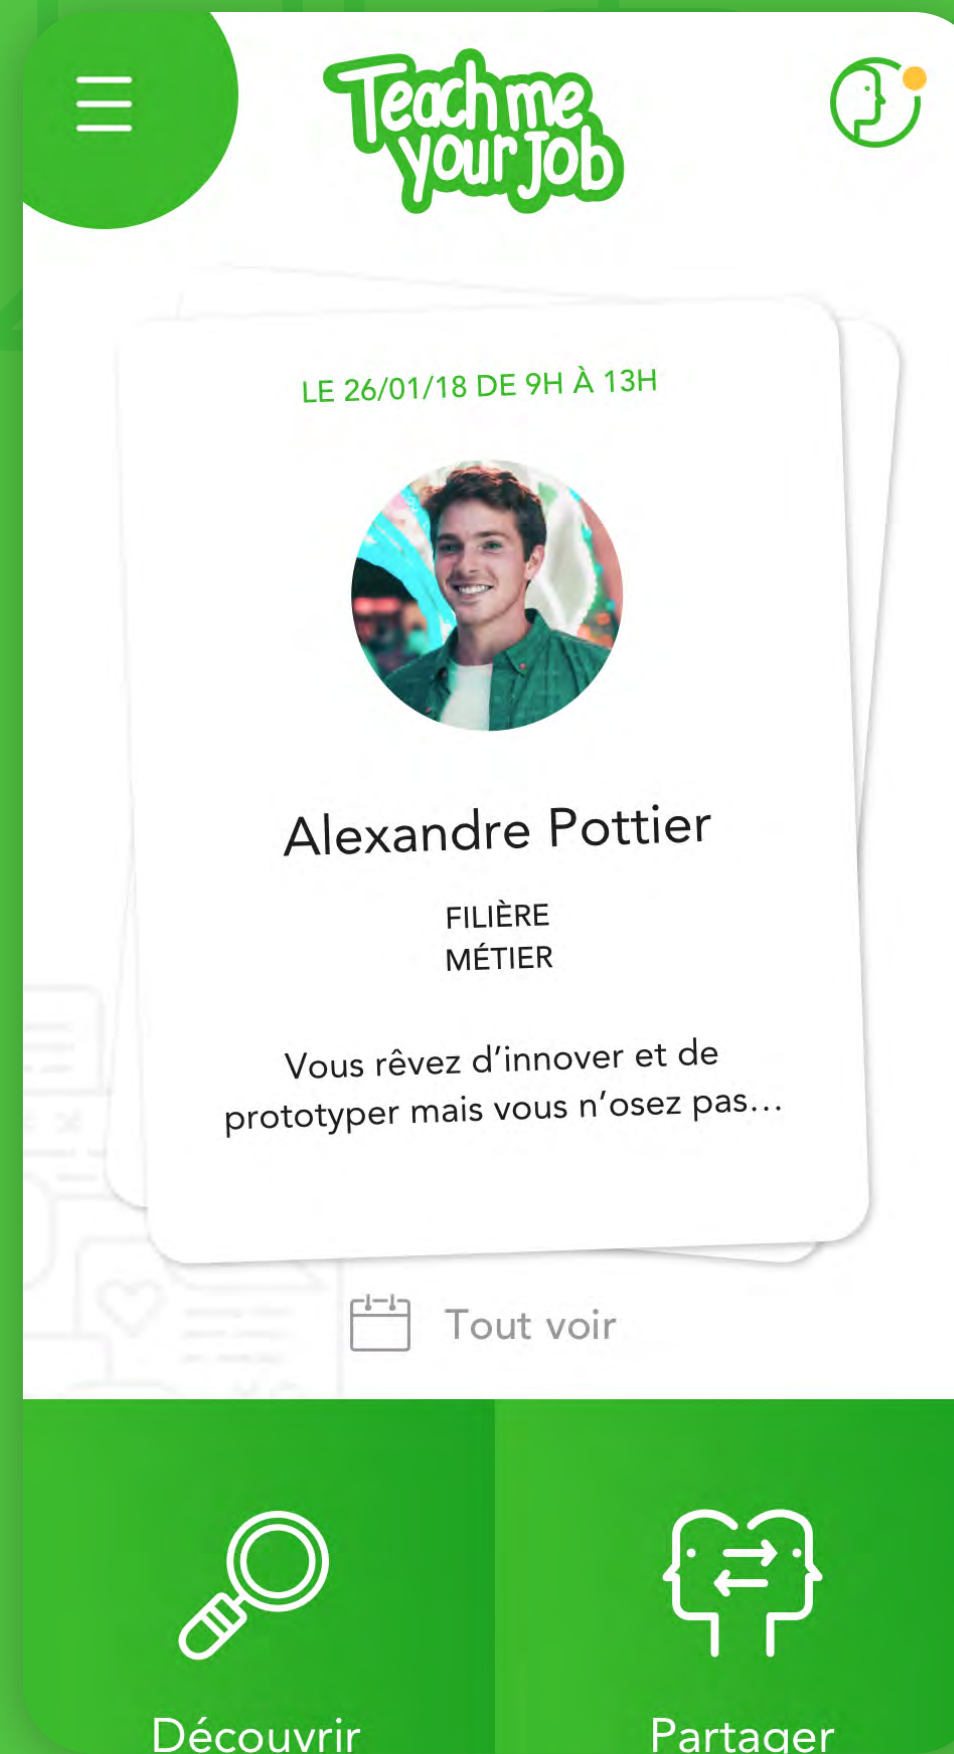 Teach me
your Job
LE 26/01/18 DE 9H À 13H
Alexandre Pottier
FILIÈRE
MÉTIER
Vous rêvez d’innover et de
prototyper mais vous n’osez pas...
Tout voir
Découvrir
Partager